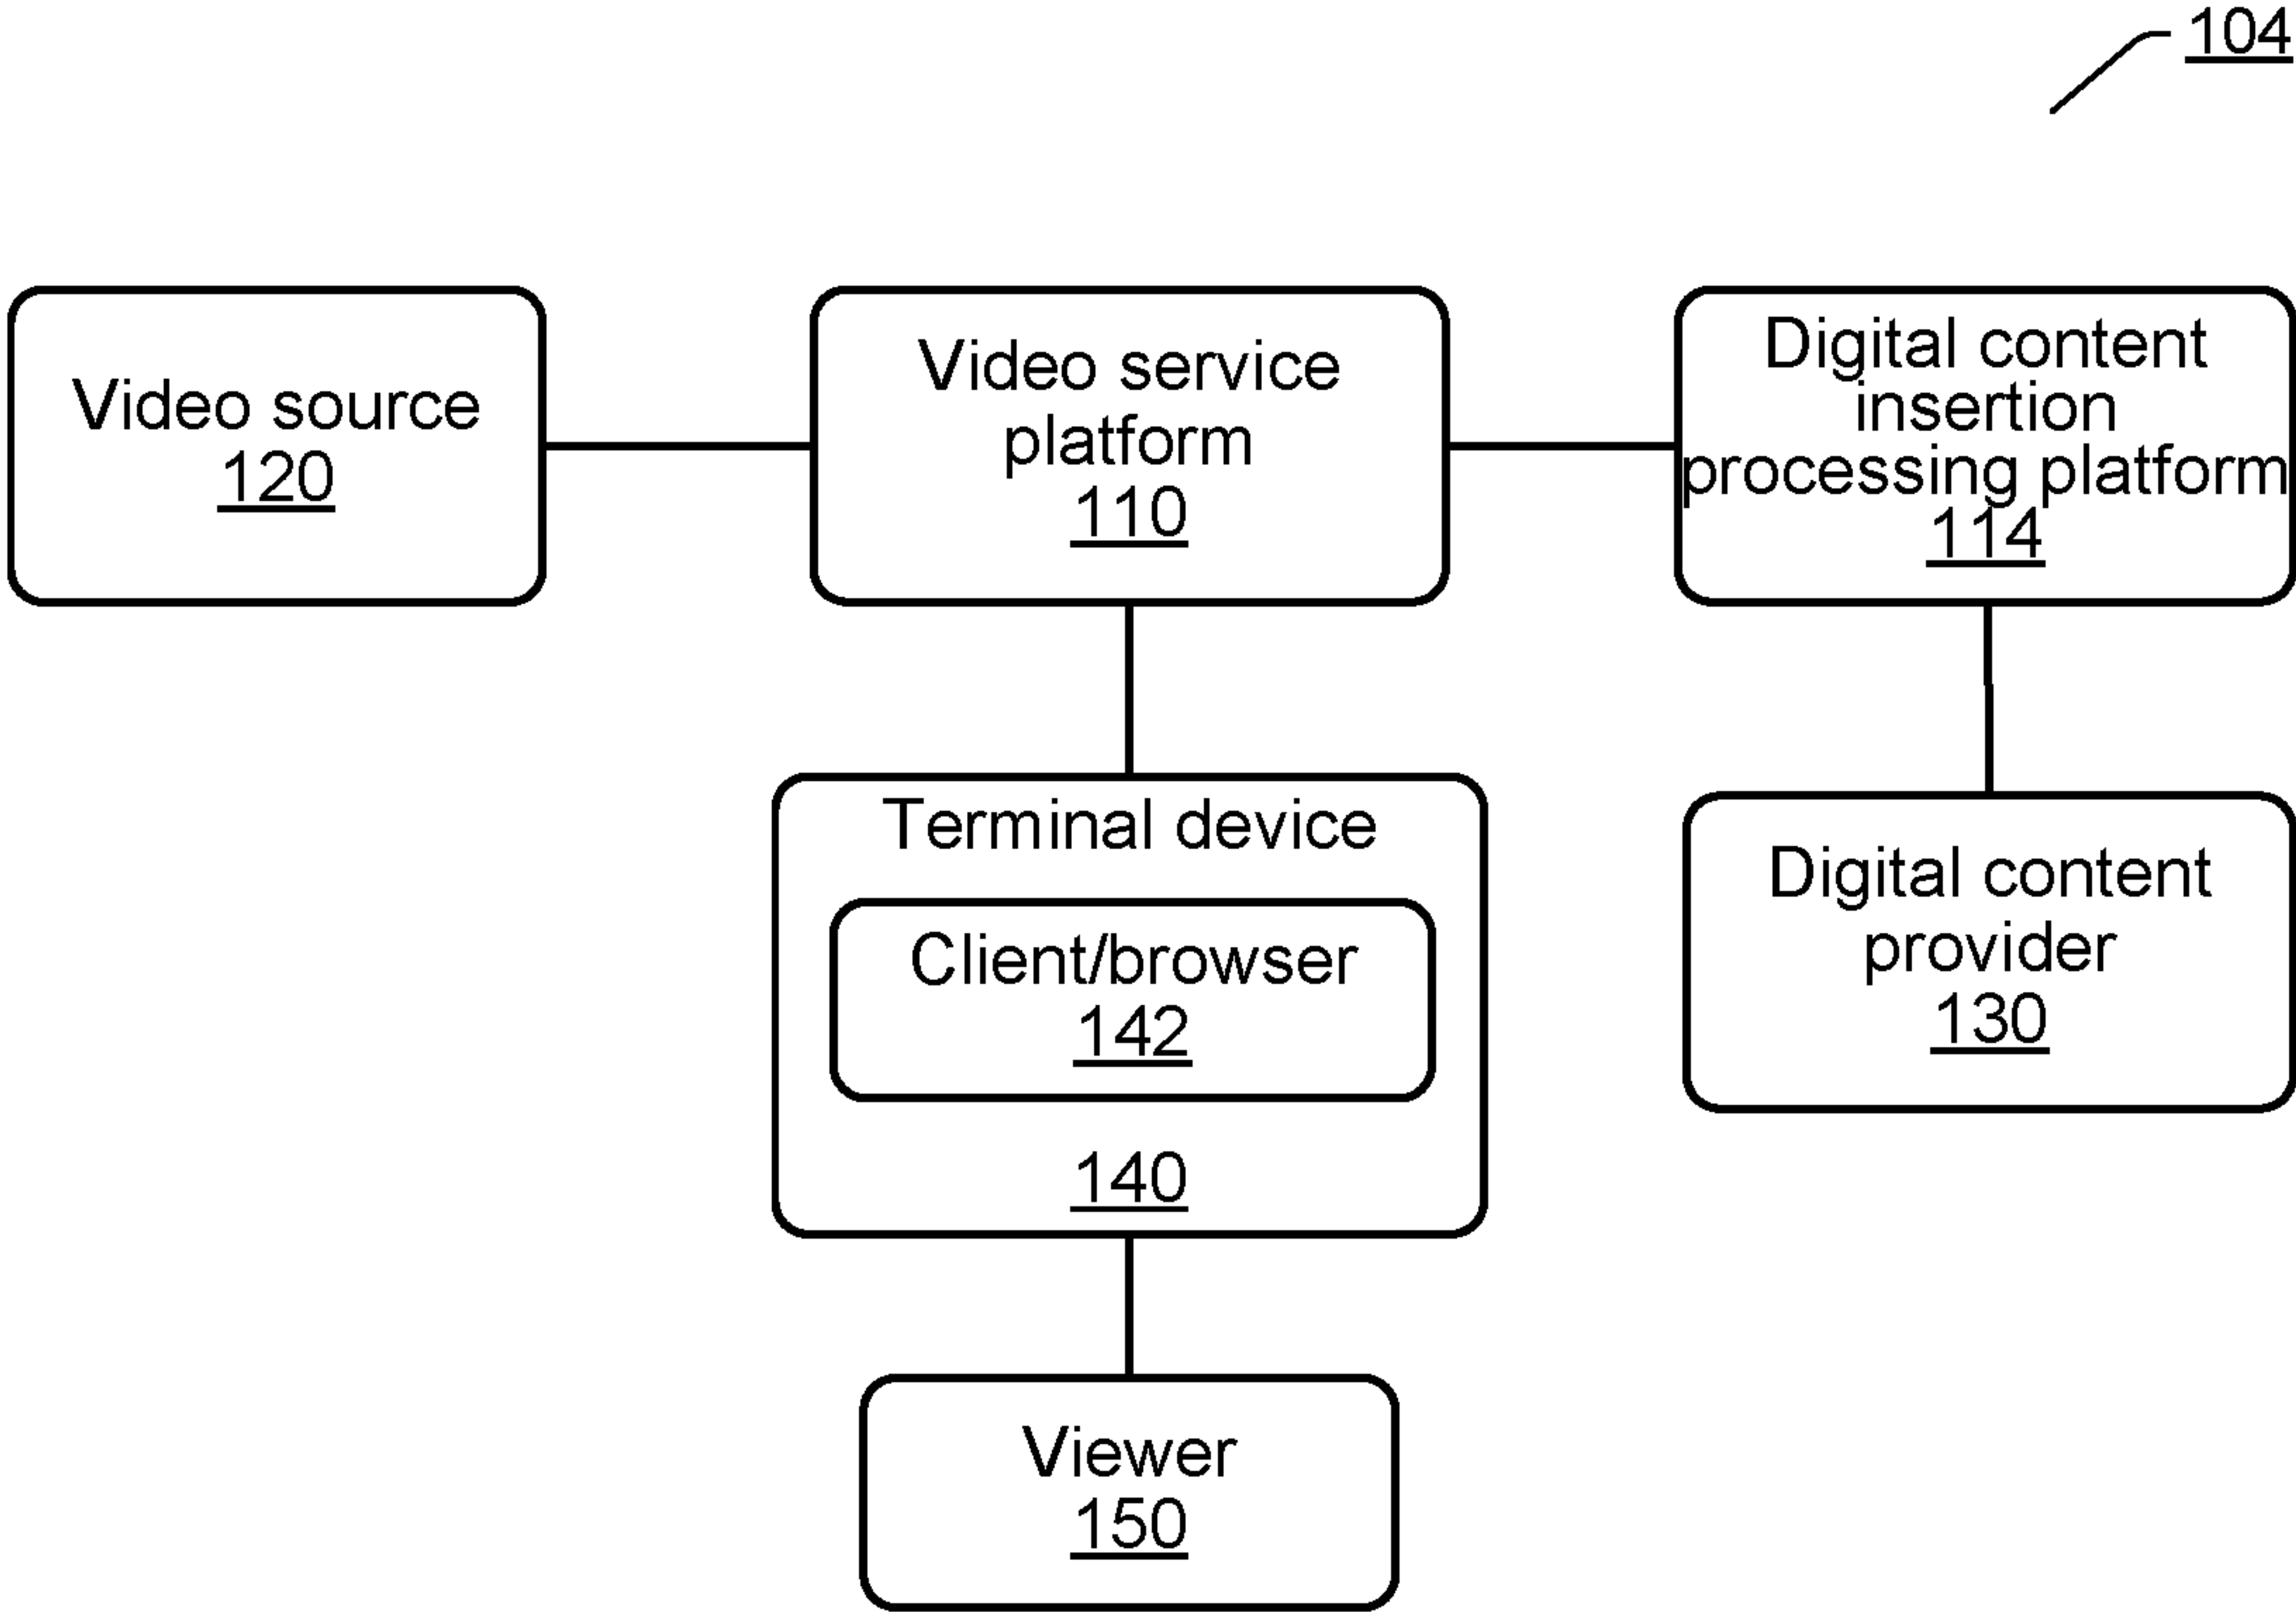 104
Video source
120
Video service
platform
110
Digital content
insertion
processing platform
114
Terminal device
Client/browser
142
140
Digital content
provider
130
Viewer
150